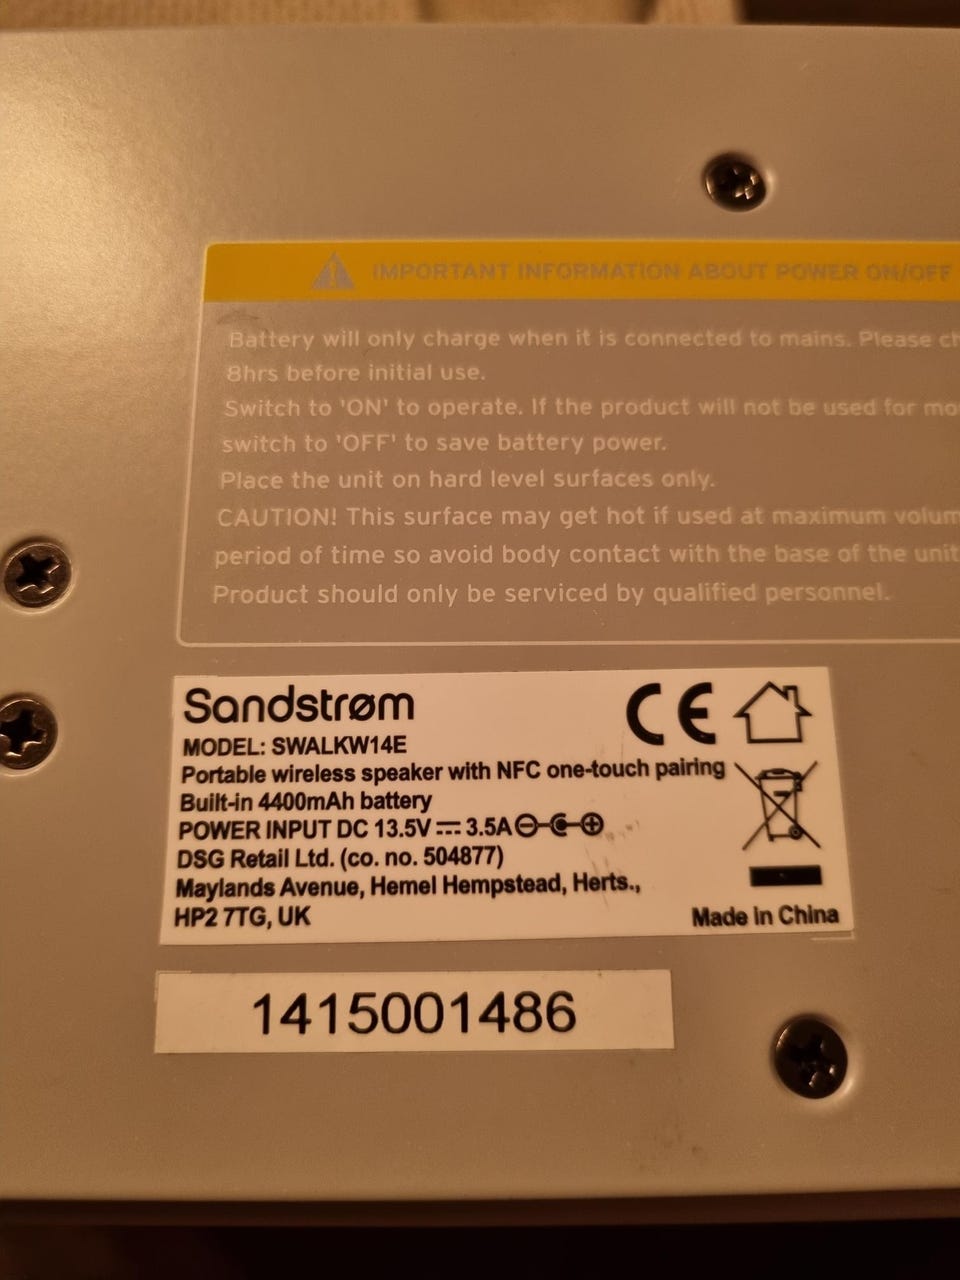 IMPORTANT INFORMATION ABOUT POWER ON/OFF
Battery will only charge when it is connected to mains. Please
8hrs before initial use.
Switch to 'ON' to operate. If the product will not be used for
switch to 'OFF' to save battery power.
Place the unit on hard level surfaces only.
CAUTION! This surface may get hot if used at maximum
period of time so avoid body contact with the base of the unit
Product should only be serviced by qualified personnel.
Sandstrøm
CE
MODEL: SWALKW14E
Portable wireless speaker with NFC one-touch pairing
Built-in 4400mAh battery
POWER INPUT DC 13.5V 3.5A
DSG Retail Ltd. (co. no. 504877)
Maylands Avenue, Hemel Hempstead, Herts.,
HP2 7TG, UK
Made in China
1415001486